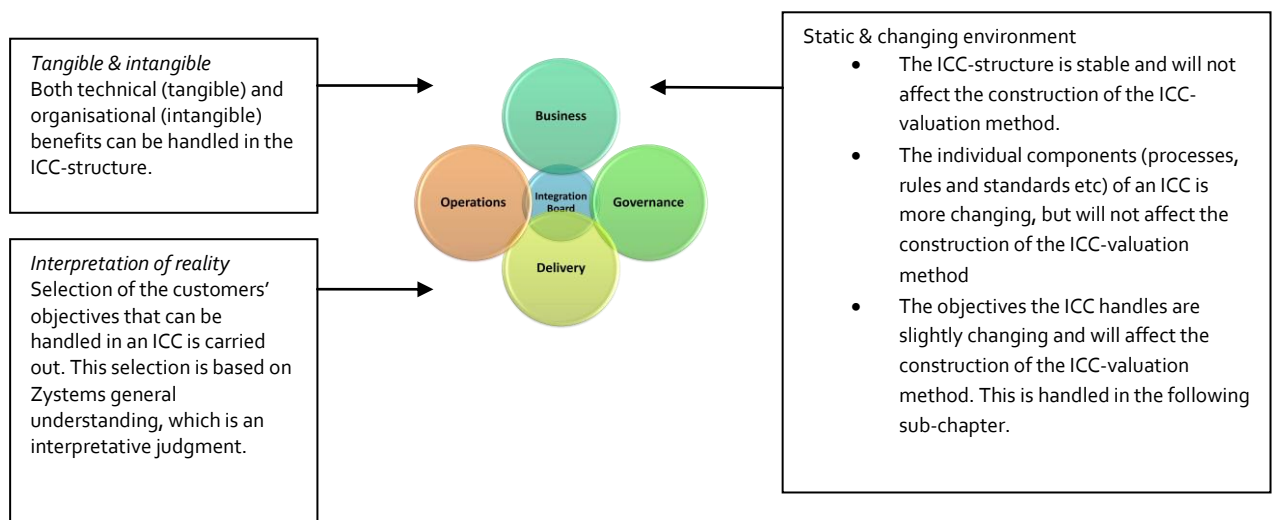 Tangible & intangible
Both technical (tangible) and
organisational (intangible)
benefits can be handled in the
ICC-structure.
Interpretation of reality
Selection of the customers'
objectives that can be
handled in an ICC is carried
out. This selection is based on
Zystems general
understanding, which is an
interpretative judgment.
Business
Operations
Integration
Board
Governance
Delivery
Static & changing environment
• The ICC-structure is stable and will not
affect the construction of the ICC-
valuation method.
• The individual components (processes,
rules and standards etc) of an ICC is
more changing, but will not affect the
construction of the ICC-valuation
method
• The objectives the ICC handles are
slightly changing and will affect the
construction of the ICC-valuation
method. This is handled in the following
sub-chapter.